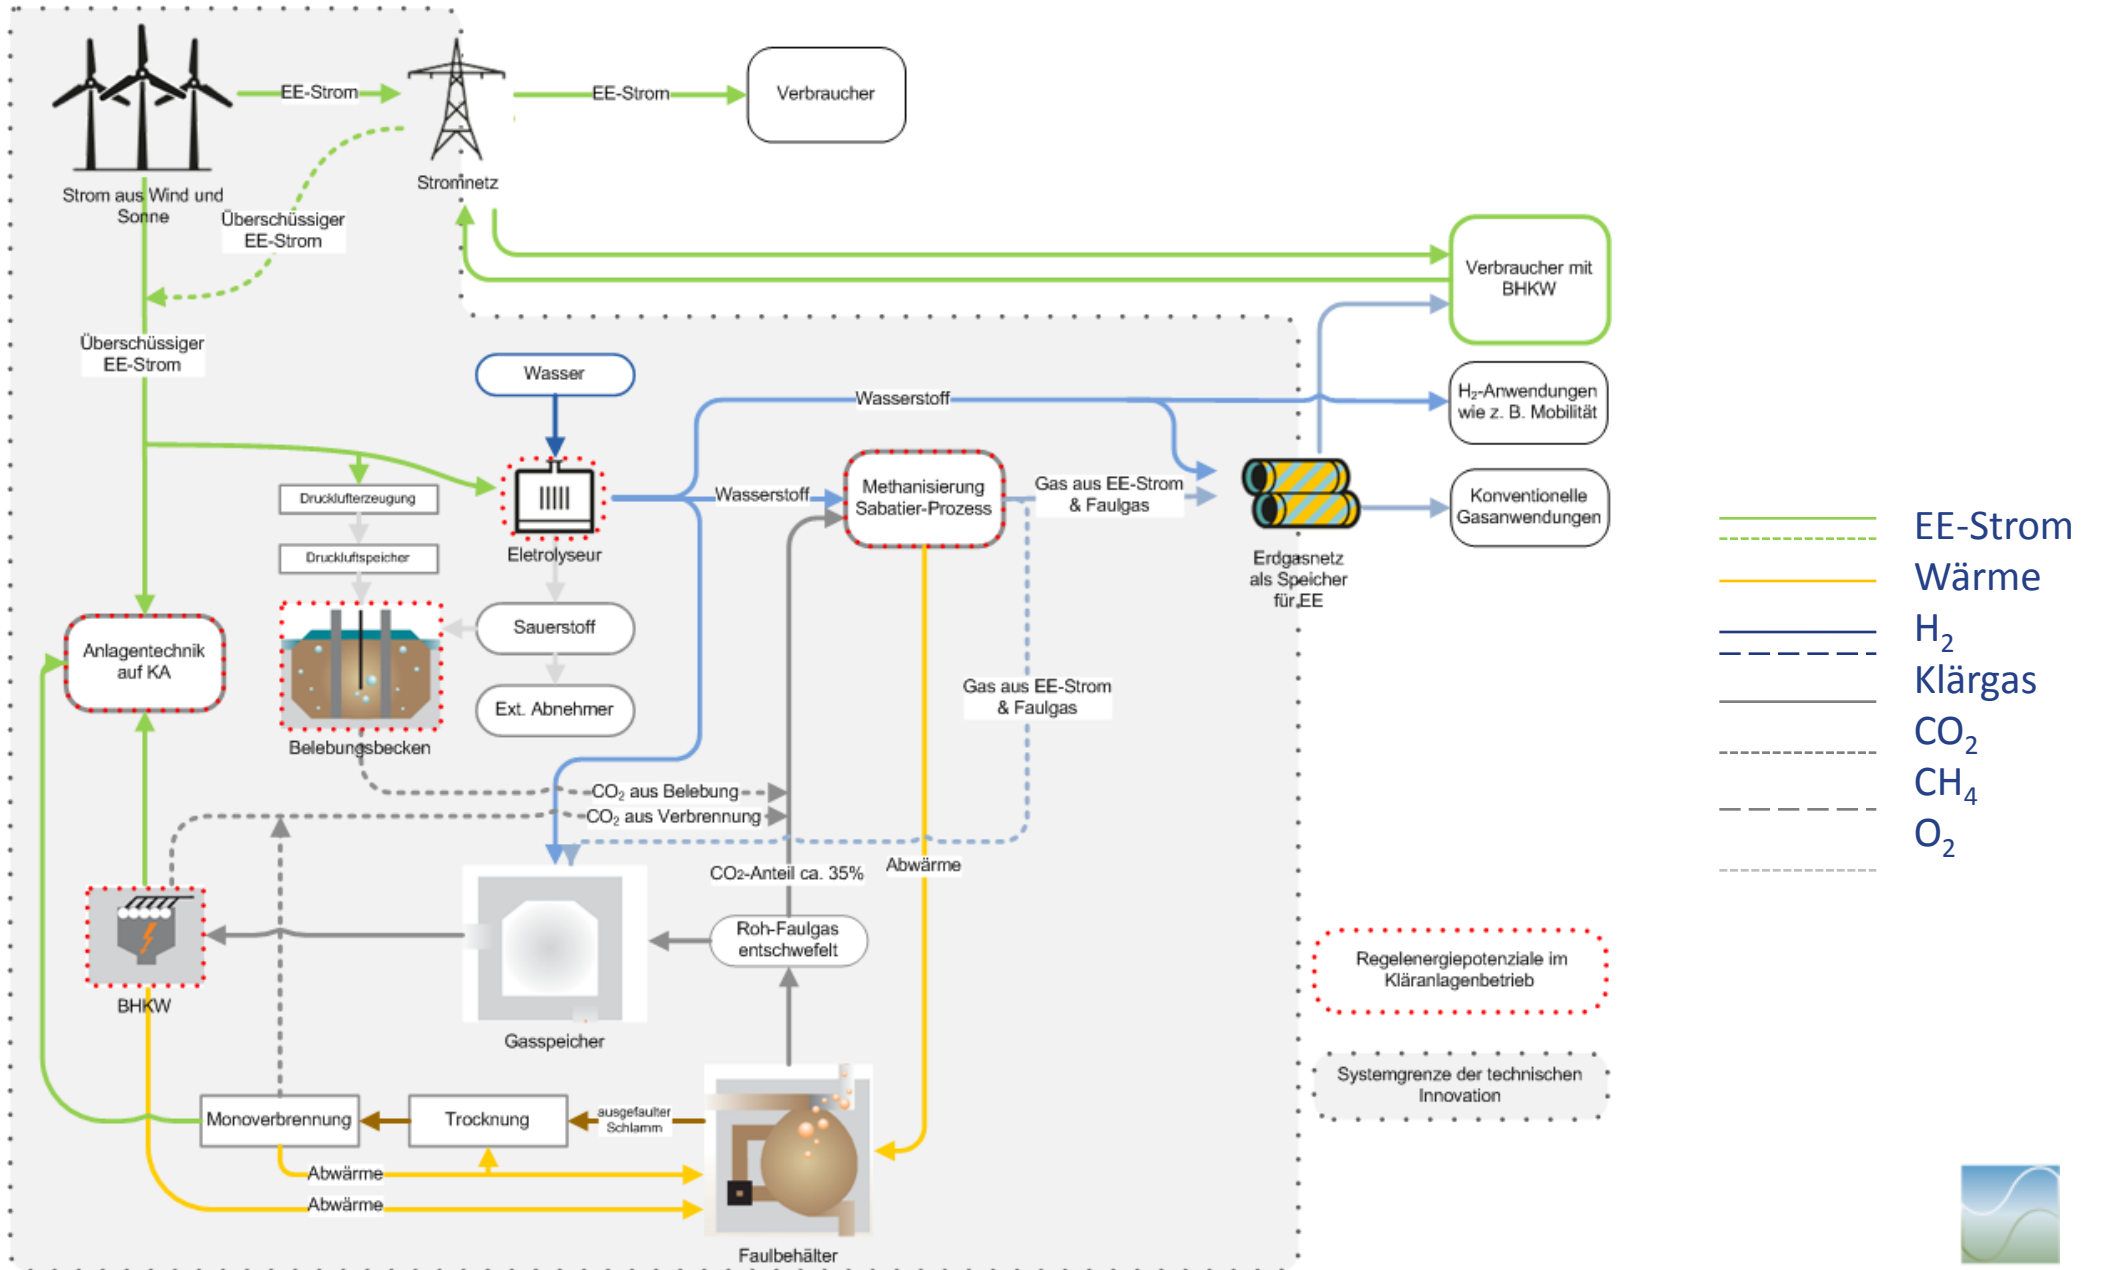 EE-Strom
EE-Strom
Verbraucher
Stromnetz
Strom aus Wind und
Sonne
Überschüssiger
EE-Strom
Verbraucher mit
BHKW
Überschüssiger
EE-Strom
Wasser
Wasserstoff
H₂-Anwendungen
wie z. B. Mobilität
Druckluferzeugung
Wasserstoff
Methanisierung
Sabatier-Prozess
Gas aus EE-Strom
& Faulgas
Konventionelle
Gasanwendungen
Druckluftspeicher
Eletrolyseur
Erdgasnetz
als Speicher
für EE
EE-Strom
Wärme
H₂
Klärgas
CO₂
CH₄
O₂
Anlagentechnik
auf KA
Sauerstoff
Ext. Abnehmer
Gas aus EE-Strom
& Faulgas
Belebungsbecken
CO₂ aus Belebung
CO₂ aus Verbrennung
CO2-Anteil ca. 35%
Abwärme
Roh-Faulgas
entschwefelt
BHKW
Gasspeicher
Regelenergiepotenziale im
Kläranlagenbetrieb
Systemgrenze der technischen
Innovation
Monoverbrennung
Trocknung
ausgefaulter
Schlamm
Abwärme
Abwärme
Faulbehälter